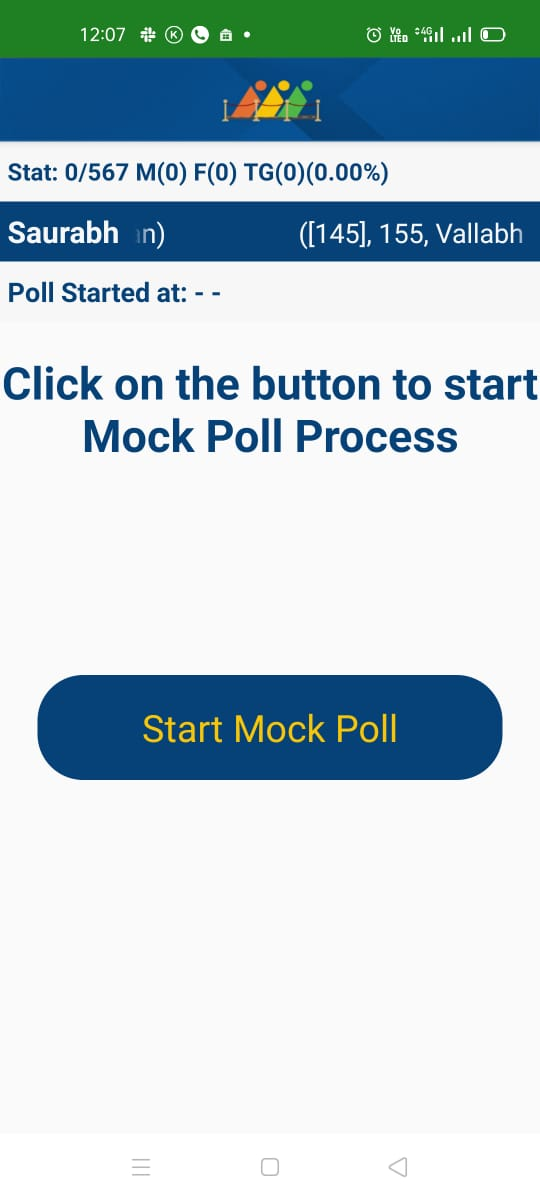 12:07
Stat: 0/567 M(0) F(0) TG(0)(0.00%)
Saurabh n) ([145], 155, Vallabh
Poll Started at: - -
Click on the button to start
Mock Poll Process
Start Mock Poll